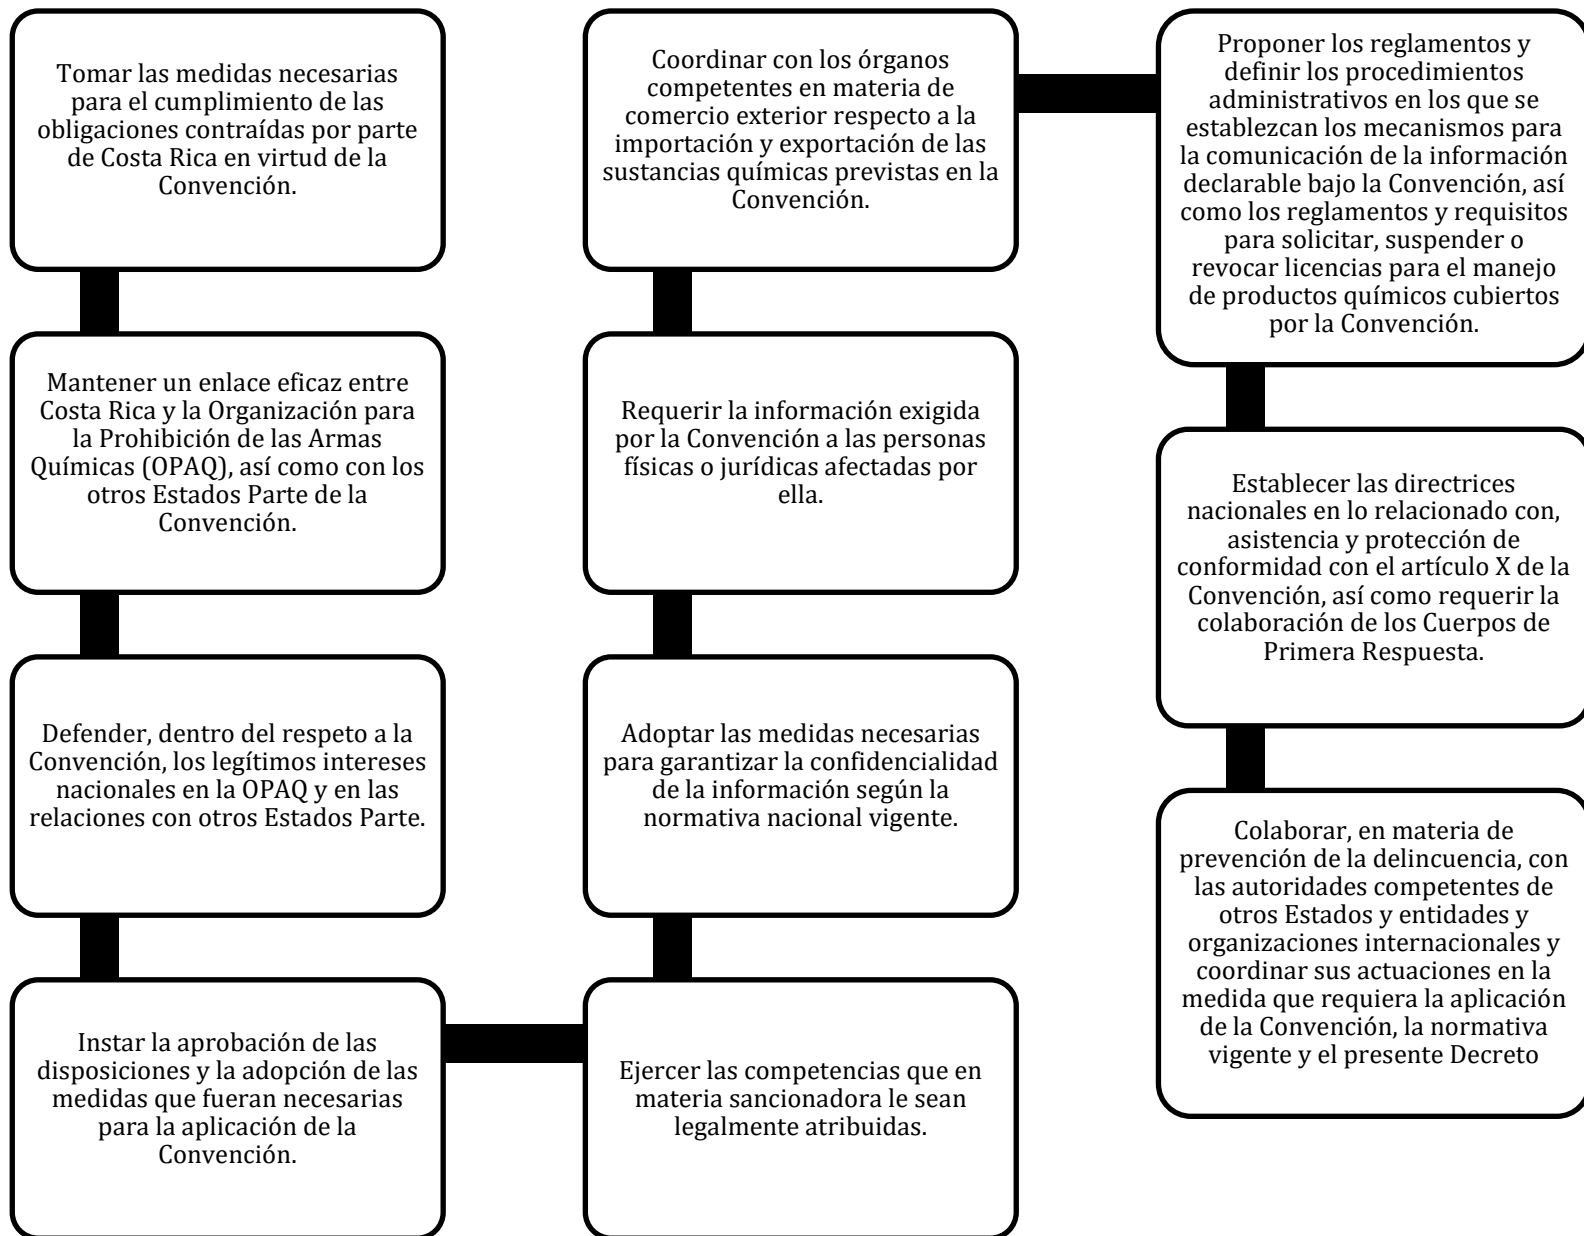 Tomar las medidas necesarias
para el cumplimiento de las
obligaciones contraídas por parte
de Costa Rica en virtud de la
Convención.
Mantener un enlace eficaz entre
Costa Rica y la Organización para
la Prohibición de las Armas
Químicas (OPAQ), así como con los
otros Estados Parte de la
Convención.
Defender, dentro del respeto a la
Convención, los legítimos intereses
nacionales en la OPAQ y en las
relaciones con otros Estados Parte.
Instar la aprobación de las
disposiciones y la adopción de las
medidas que fueran necesarias
para la aplicación de la
Convención.
Ejercer las competencias que en
materia sancionadora le sean
legalmente atribuidas.
Adoptar las medidas necesarias
para garantizar la confidencialidad
de la información según la
normativa nacional vigente.
Requerir la información exigida
por la Convención a las personas
físicas o jurídicas afectadas por
ella.
Coordinar con los órganos
competentes en materia de
comercio exterior respecto a la
importación y exportación de las
sustancias químicas previstas en la
Convención.
Proponer los reglamentos y
definir los procedimientos
administrativos en los que se
establezcan los mecanismos para
la comunicación de la información
declarable bajo la Convención, así
como los reglamentos y requisitos
para solicitar, suspender o
revocar licencias para el manejo
de productos químicos cubiertos
por la Convención.
Establecer las directrices
nacionales en lo relacionado con,
asistencia y protección de
conformidad con el artículo X de la
Convención, así como requerir la
colaboración de los Cuerpos de
Primera Respuesta.
Colaborar, en materia de
prevención de la delincuencia, con
las autoridades competentes de
otros Estados y entidades y
organizaciones internacionales y
coordinar sus actuaciones en la
medida que requiera la aplicación
de la Convención, la normativa
vigente y el presente Decreto